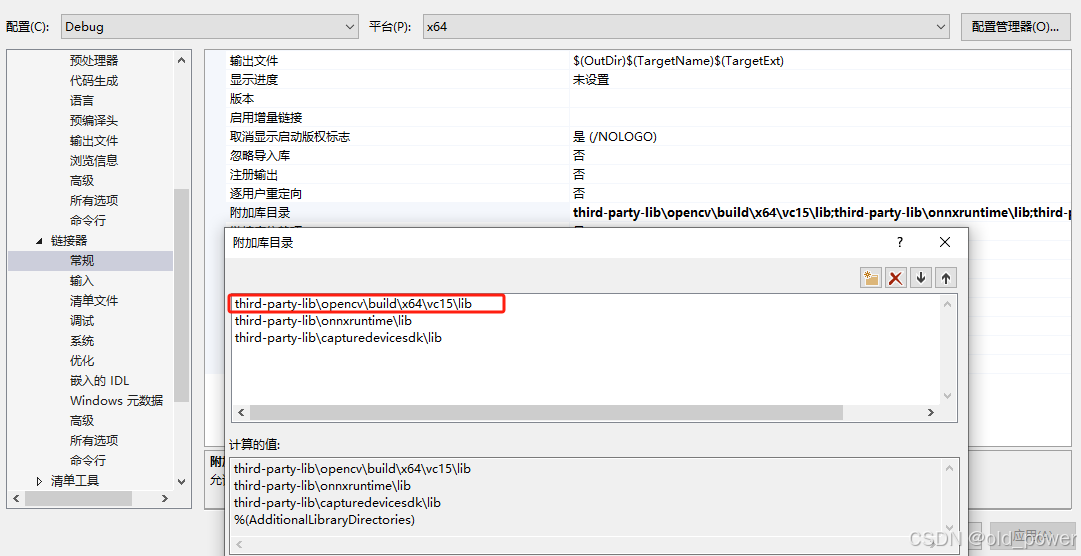 配置(C): Debug 平台(P): x64 配置管理器(O)...
预处理器
代码生成
语言
预编译头
输出文件
浏览信息
高级
所有选项
命令行
链接器
常规
输入
清单文件
调试
系统
优化
嵌入的 IDL
Windows 元数据
高级
所有选项
命令行
清单工具
输出文件 $(OutDir)$(TargetName)$(TargetExt)
显示进度 未设置
版本
启用增量链接
取消显示启动版权标志 是 (/NOLOGO)
忽略导入库 否
注册输出 否
逐用户重定向 否
附加库目录 third-party-lib\opencv\build\x64\vc15\lib;third-party-lib\onnxruntime\lib;third-p
附加库目录 ? ×
third-party-lib\opencv\build\x64\vc15\lib
third-party-lib\onnxruntime\lib
third-party-lib\capturedevicesdk\lib
计算的值:
third-party-lib\opencv\build\x64\vc15\lib
third-party-lib\onnxruntime\lib
third-party-lib\capturedevicesdk\lib
%(AdditionalLibraryDirectories)
附加
允许
应用(A)
CSDN @old_power